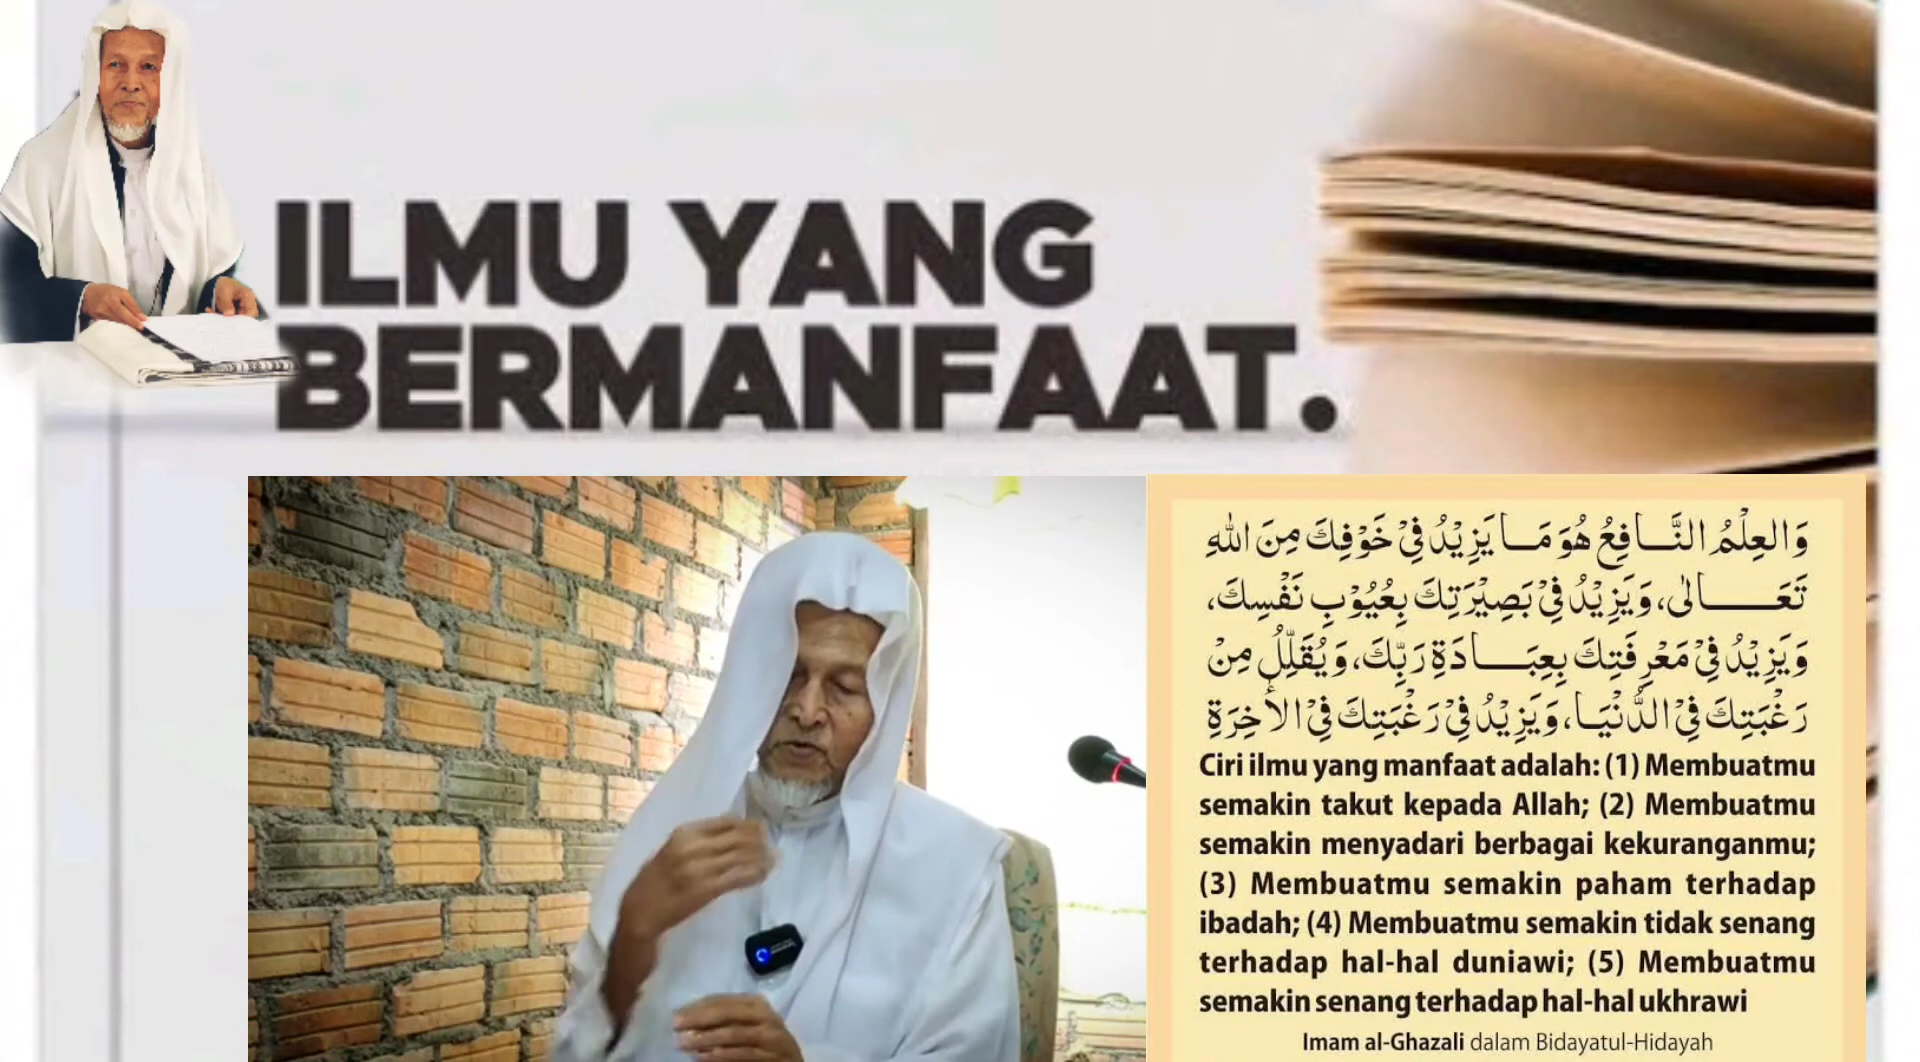 ILMU YANG
BERMANFAAT.
وَالعِلْمُ النَّافِعُ هُوَ مَا يَزِيْدُ فِيْ خَوْفِكَ مِنَ اللهِ
تَعَالٰى، وَيَزِيْدُ فِيْ بَصِيْرَتِكَ بِعُيُوْبِ نَفْسِكَ،
وَيَزِيْدُ فِيْ مَعْرِفَتِكَ بِعِبَادَةِ رَبِّكَ، وَيُقَلِّلُ مِنْ
رَغْبَتِكَ فِيْ الدُّنْيَا، وَيَزِيْدُ فِيْ رَغْبَتِكَ فِيْ الأٰخِرَةِ
Ciri ilmu yang manfaat adalah: (1) Membuatmu
semakin takut kepada Allah; (2) Membuatmu
semakin menyadari berbagai kekuranganmu;
(3) Membuatmu semakin paham terhadap
ibadah; (4) Membuatmu semakin tidak senang
terhadap hal-hal duniawi; (5) Membuatmu
semakin senang terhadap hal-hal ukhrawi
Imam al-Ghazali dalam Bidayatul-Hidayah